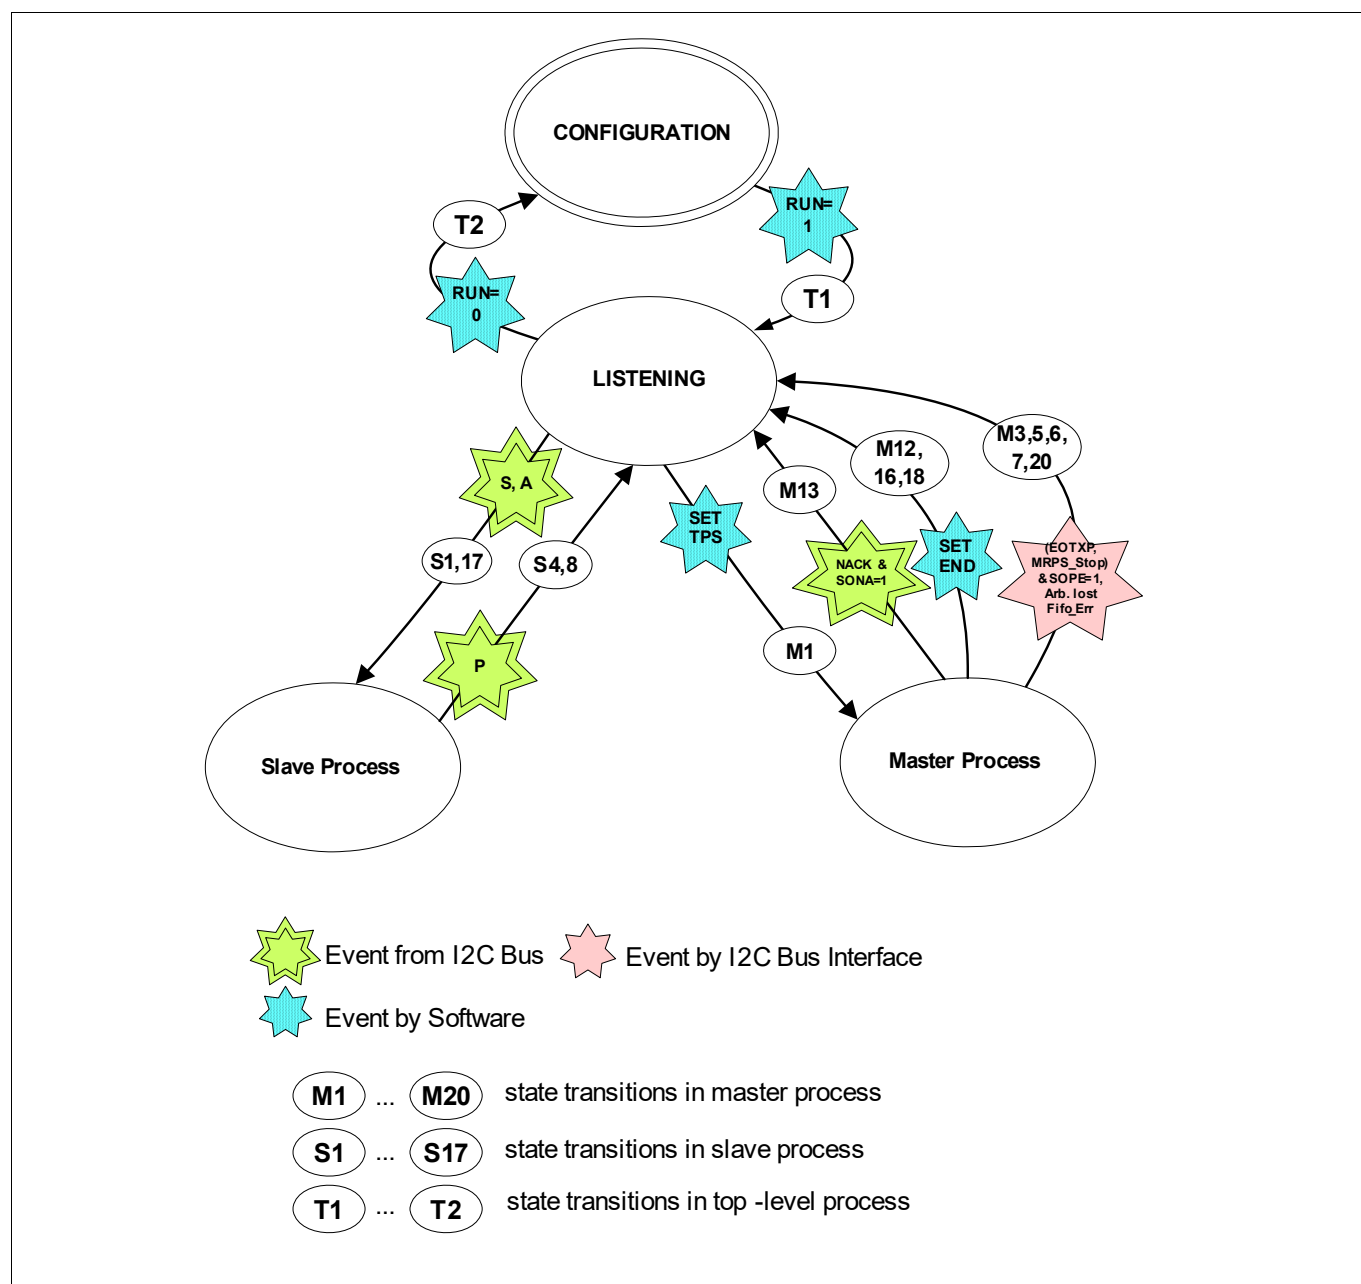 CONFIGURATION
RUN=
1
T2
RUN=
0
T1
LISTENING
M3,5,6,
7,20
M12,
16,18
M13
S, A
SET
TPS
(EOTXP,
MRPS_Stop)
& SOPE=1,
Arb. lost
Fifo_Err
SET
END
NACK &
SONA=1
S1,17
S4,8
M1
P
Slave Process
Master Process
Event from I2C Bus
Event by I2C Bus Interface
Event by Software
M1 ... M20 state transitions in master process
S1 ... S17 state transitions in slave process
T1 ... T2 state transitions in top -level process